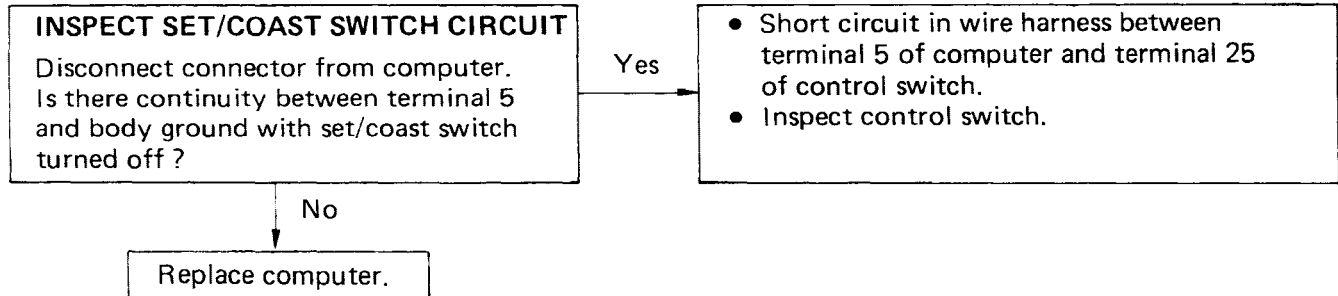 INSPECT SET/COAST SWITCH CIRCUIT
Disconnect connector from computer.
Is there continuity between terminal 5
and body ground with set/coast switch
turned off ?
Yes
● Short circuit in wire harness between
terminal 5 of computer and terminal 25
of control switch.
● Inspect control switch.
No
Replace computer.